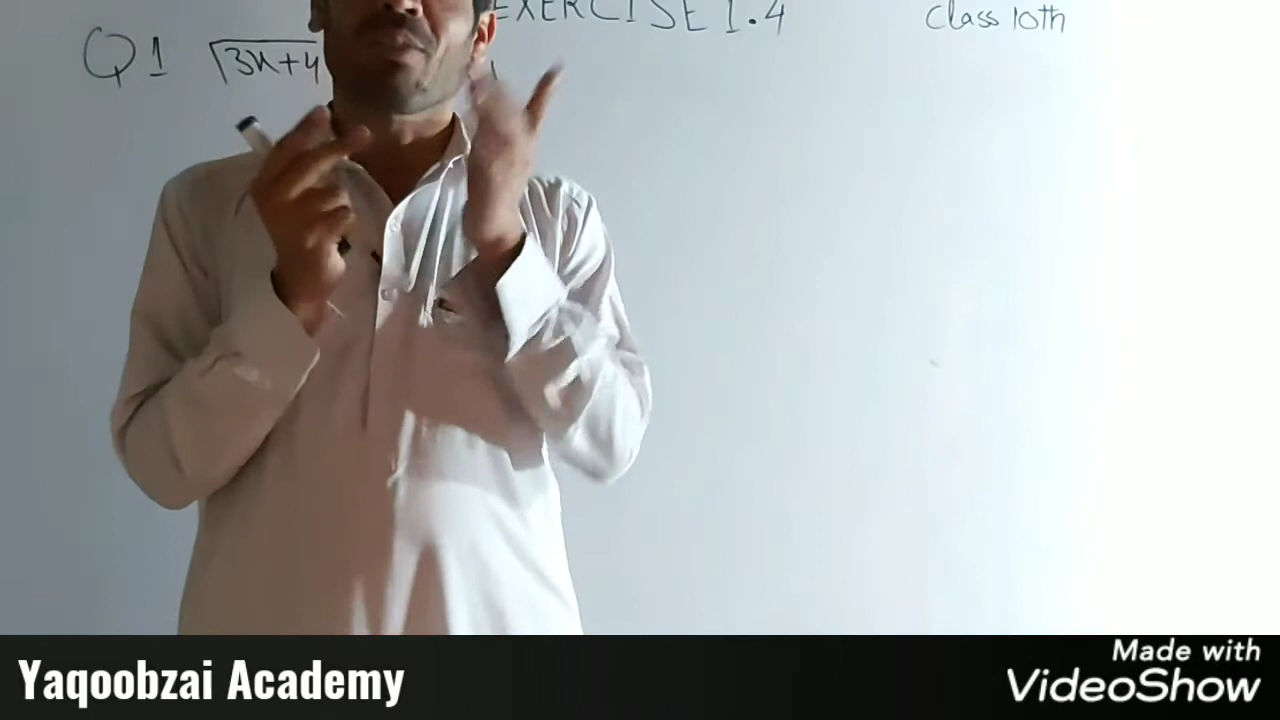 EXERCISE 1.4
Class 10th
Q1 √3x+4
Yaqoobzai Academy
Made with
VideoShow